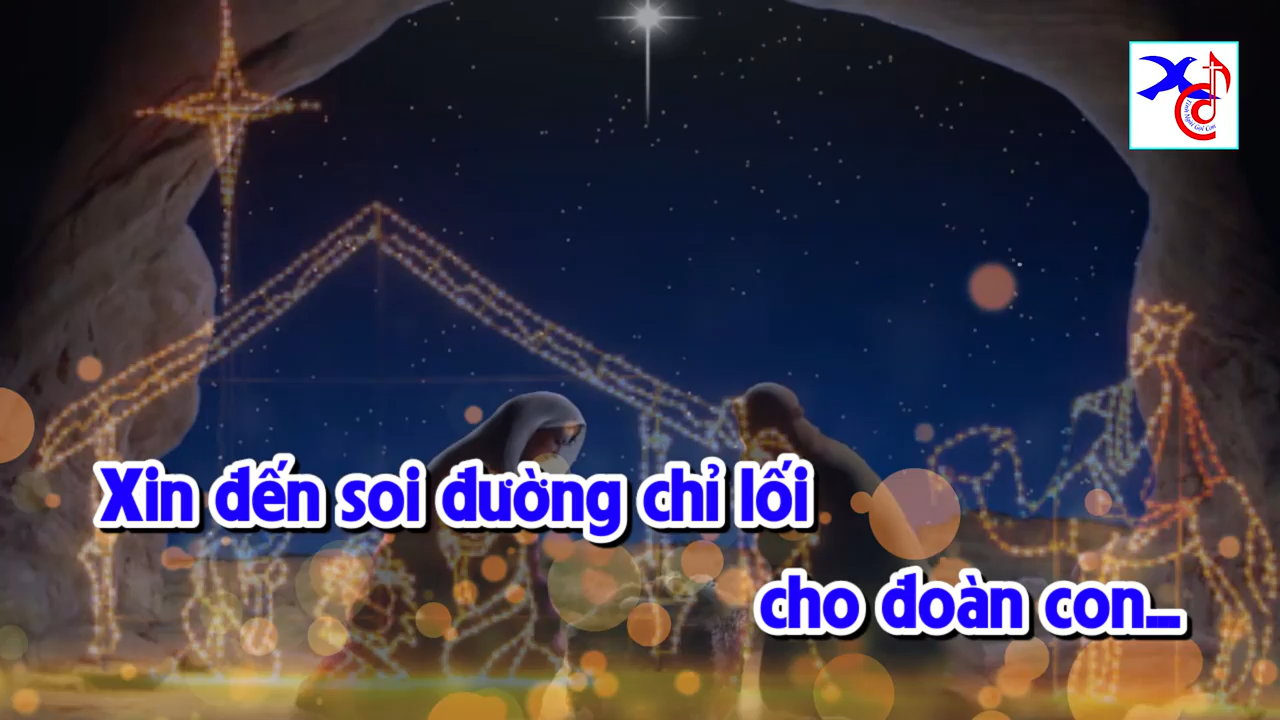 Xin đến soi đường chỉ lối
cho đoàn con...